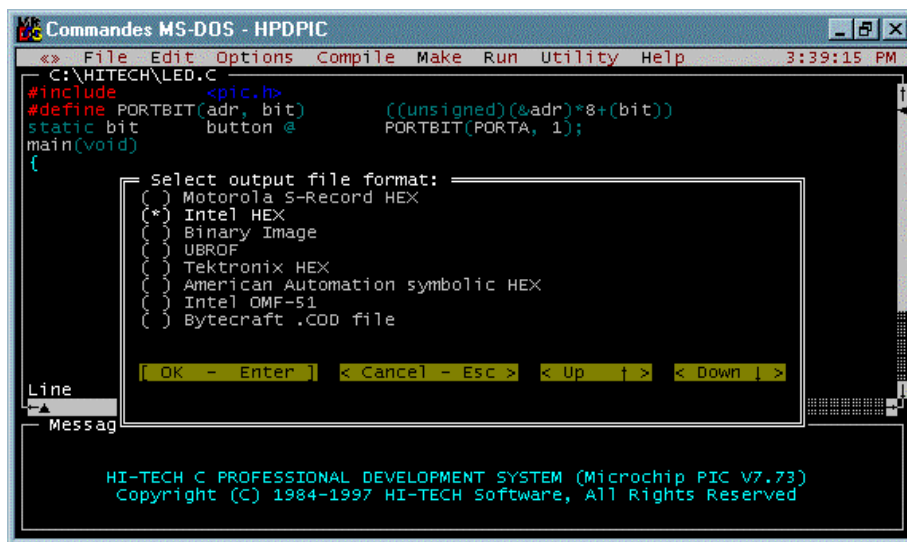 Commandes MS-DOS - HPDPIC
«» File Edit Options Compile Make Run Utility Help 3:39:15 PM
C:\HITECH\LED.C
#include <pic.h>
#define PORTBIT(adr, bit) ((unsigned)(&adr)*8+(bit))
static bit button @ PORTBIT(PORTA, 1);
main(void)
{
Select output file format:
( ) Motorola S-Record HEX
(*) Intel HEX
( ) Binary Image
( ) UBROF
( ) Tektronix HEX
( ) American Automation symbolic HEX
( ) Intel OMF-51
( ) Bytecraft .COD file
[ OK - Enter ] < Cancel - Esc > < Up ↑ > < Down ↓ >
Line
Messag
HI-TECH C PROFESSIONAL DEVELOPMENT SYSTEM (Microchip PIC V7.73)
Copyright (C) 1984-1997 HI-TECH Software, All Rights Reserved